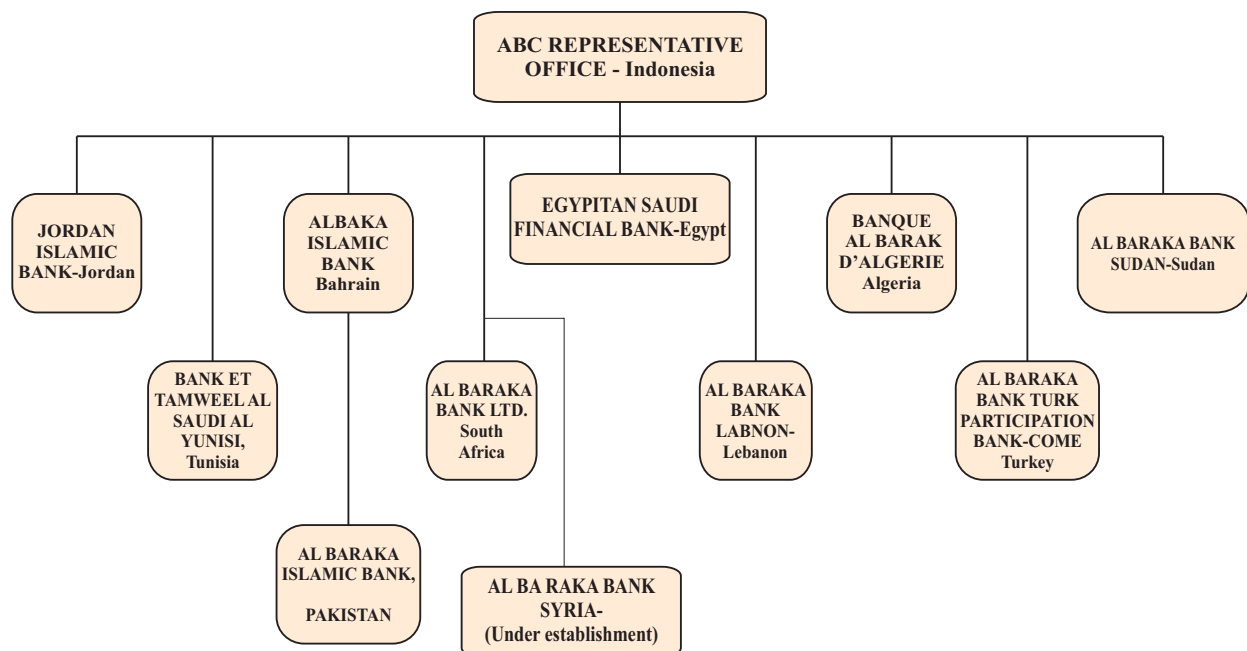 ABC REPRESENTATIVE
OFFICE - Indonesia
JORDAN
ISLAMIC
BANK-Jordan
ALBAKA
ISLAMIC
BANK
Bahrain
EGYPITAN SAUDI
FINANCIAL BANK-Egypt
BANQUE
AL BARAK
D'ALGERIE
Algeria
AL BARAKA BANK
SUDAN-Sudan
BANK ET
TAMWEEL AL
SAUDI AL
YUNISI,
Tunisia
AL BARAKA
BANK LTD.
South
Africa
AL BARAKA
BANK
LABNON-
Lebanon
AL BARAKA
BANK TURK
PARTICIPATION
BANK-COME
Turkey
AL BARAKA
ISLAMIC BANK,
PAKISTAN
AL BA RAKA BANK
SYRIA-
(Under establishment)